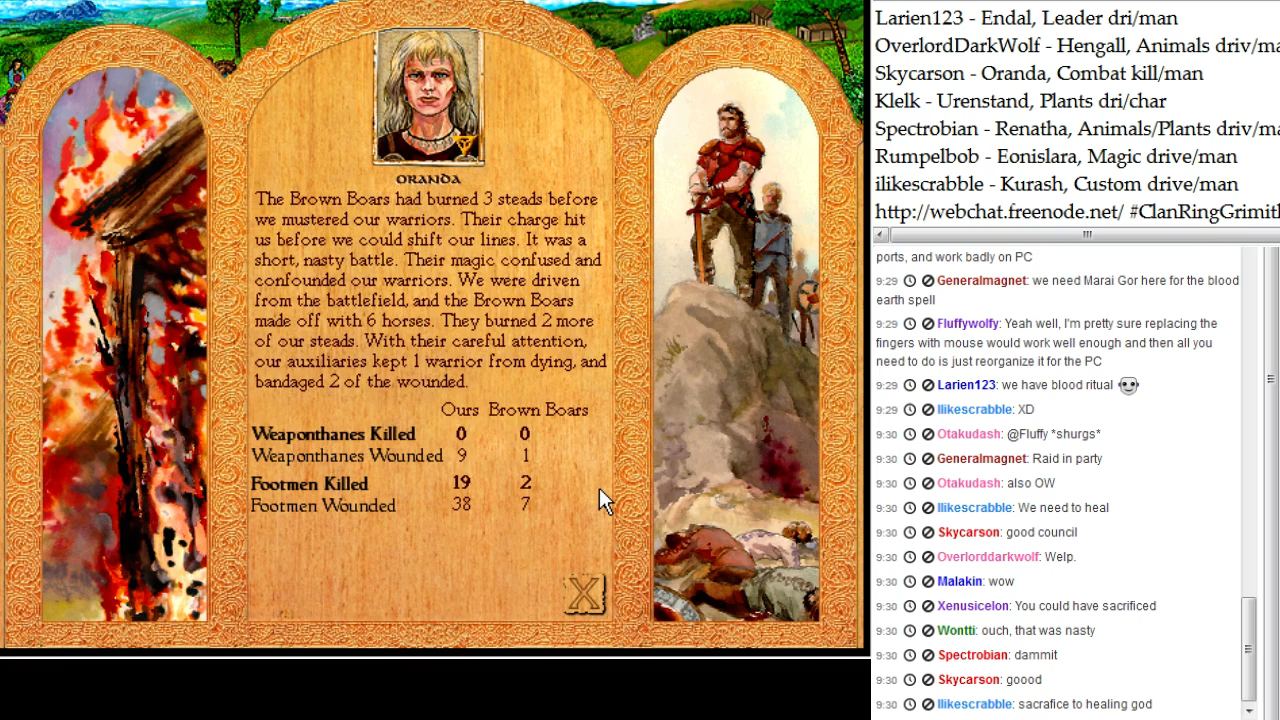 ORANDA
The Brown Boars had burned 3 steads before
we mustered our warriors. Their charge hit
us before we could shift our lines. It was a
short, nasty battle. Their magic confused and
confounded our warriors. We were driven
from the battlefield, and the Brown Boars
made off with 6 horses. They burned 2 more
of our steads. With their careful attention,
our auxiliaries kept 1 warrior from dying, and
bandaged 2 of the wounded.
Ours Brown Boars
Weaponthanes Killed 0 0
Weaponthanes Wounded 9 1
Footmen Killed 19 2
Footmen Wounded 38 7
X
Larien123 - Endal, Leader dri/man
OverlordDarkWolf - Hengall, Animals driv/ma
Skycarson - Oranda, Combat kill/man
Klelk - Urenstand, Plants dri/char
Spectrobian - Renatha, Animals/Plants driv/ma
Rumpelbob - Eonislara, Magic drive/man
ilikescrabble - Kurash, Custom drive/man
http://webchat.freenode.net/ #ClanRingGrimith
ports, and work badly on PC
9:29 Generalmagnet: we need Marai Gor here for the blood
earth spell
9:29 Fluffywolfy: Yeah well, I'm pretty sure replacing the
fingers with mouse would work well enough and then all you
need to do is just reorganize it for the PC
9:29 Larien123: we have blood ritual
9:29 Ilikescrabble: XD
9:30 Otakudash: @Fluffy *shurgs*
9:30 Generalmagnet: Raid in party
9:30 Otakudash: also OW
9:30 Ilikescrabble: We need to heal
9:30 Skycarson: good council
9:30 Overlorddarkwolf: Welp.
9:30 Malakin: wow
9:30 Xenusicelon: You could have sacrificed
9:30 Wontti: ouch, that was nasty
9:30 Spectrobian: dammit
9:30 Skycarson: goood
9:30 Ilikescrabble: sacrafice to healing god